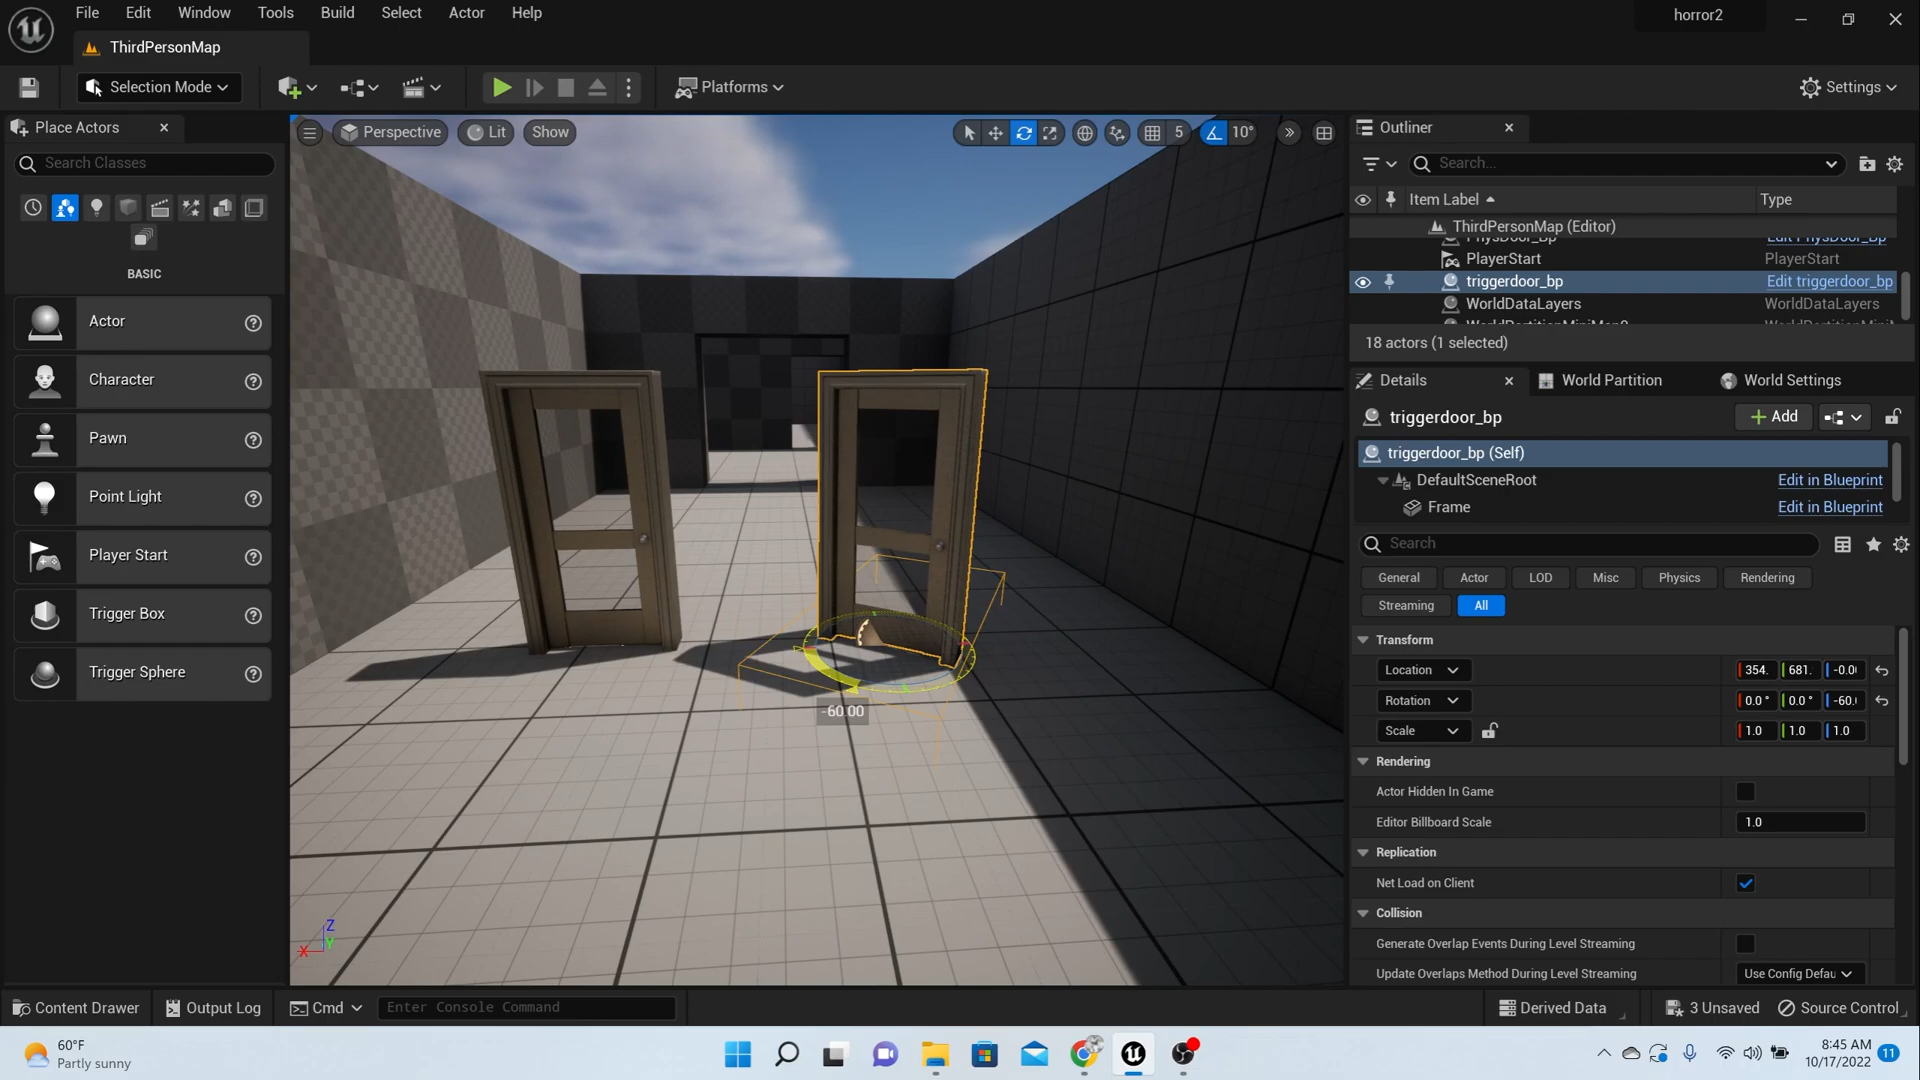 File Edit Window Tools Build Select Actor Help
horror2
ThirdPersonMap
Selection Mode
Platforms
Settings
Place Actors
Search Classes
BASIC
Actor
Character
Pawn
Point Light
Player Start
Trigger Box
Trigger Sphere
Perspective Lit Show
5 10°
-60.00
Z
X Y
Outliner
Search...
Item Label Type
ThirdPersonMap (Editor)
PhysDoor_Bp Edit PhysDoor_Bp
PlayerStart PlayerStart
triggerdoor_bp Edit triggerdoor_bp
WorldDataLayers WorldDataLayers
18 actors (1 selected)
Details World Partition World Settings
triggerdoor_bp Add
triggerdoor_bp (Self)
DefaultSceneRoot Edit in Blueprint
Frame Edit in Blueprint
Search
General Actor LOD Misc Physics Rendering
Streaming All
Transform
Location 354. 681. -0.0
Rotation 0.0° 0.0° -60.
Scale 1.0 1.0 1.0
Rendering
Actor Hidden In Game
Editor Billboard Scale 1.0
Replication
Net Load on Client
Collision
Generate Overlap Events During Level Streaming
Update Overlaps Method During Level Streaming Use Config Defau
Content Drawer Output Log Cmd Enter Console Command
Derived Data 3 Unsaved Source Control
60°F
Partly sunny
8:45 AM
10/17/2022 11